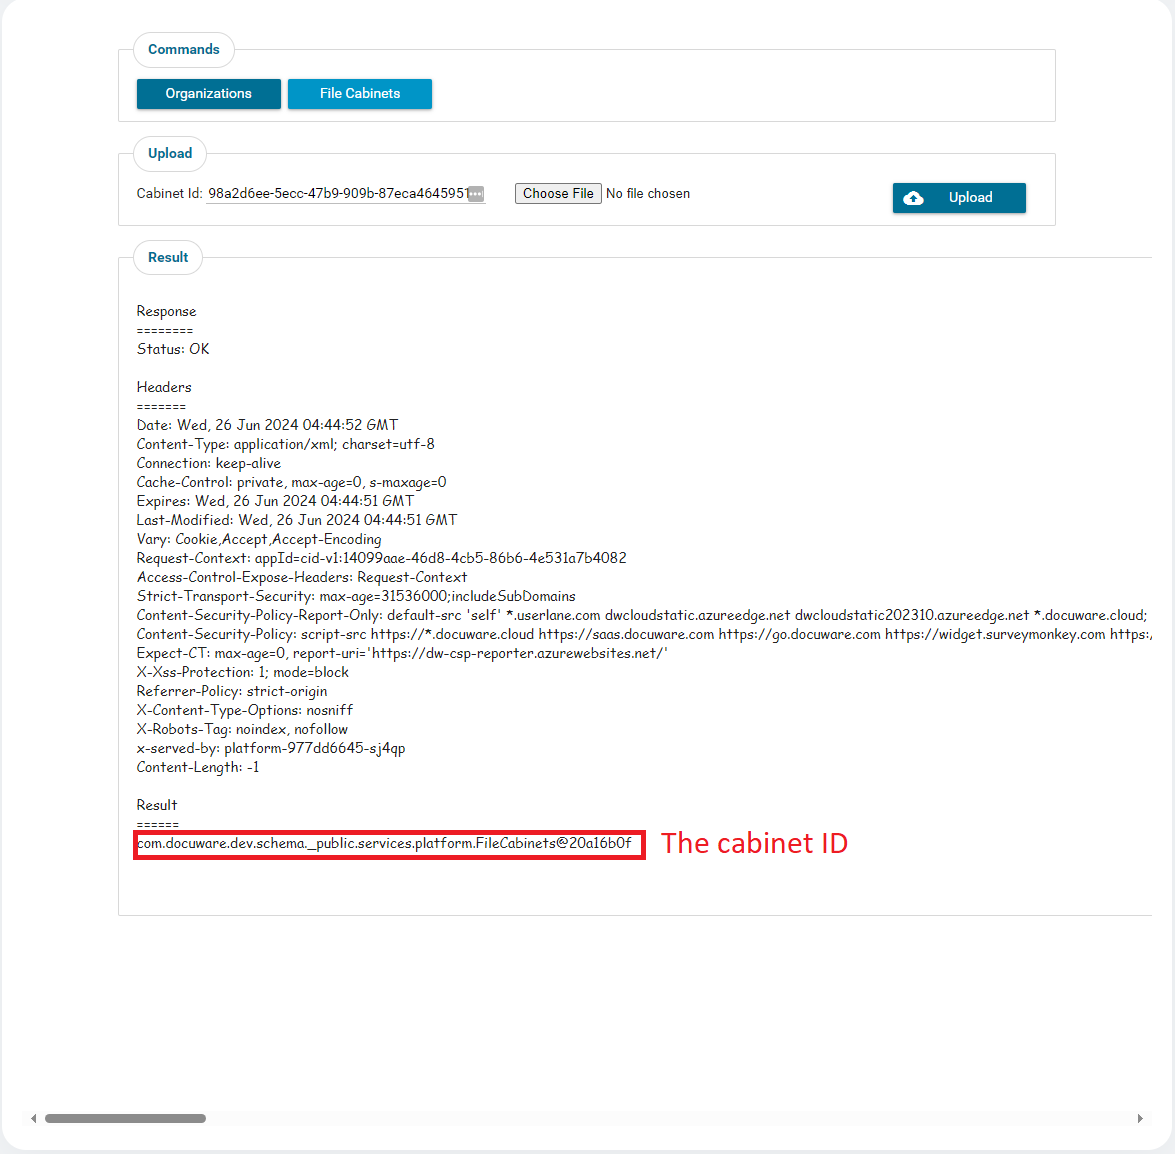 Commands
Organizations File Cabinets
Upload
Cabinet Id: 98a2d6ee-5ecc-47b9-909b-87eca4645951 Choose File No file chosen Upload
Result
Response
========
Status: OK
Headers
=======
Date: Wed, 26 Jun 2024 04:44:52 GMT
Content-Type: application/xml; charset=utf-8
Connection: keep-alive
Cache-Control: private, max-age=0, s-maxage=0
Expires: Wed, 26 Jun 2024 04:44:51 GMT
Last-Modified: Wed, 26 Jun 2024 04:44:51 GMT
Vary: Cookie,Accept,Accept-Encoding
Request-Context: appId=cid-v1:14099aae-46d8-4cb5-86b6-4e531a7b4082
Access-Control-Expose-Headers: Request-Context
Strict-Transport-Security: max-age=31536000;includeSubDomains
Content-Security-Policy-Report-Only: default-src 'self' *.userlane.com dwcloudstatic.azureedge.net dwcloudstatic202310.azureedge.net *.docuware.cloud;
Content-Security-Policy: script-src https://*.docuware.cloud https://saas.docuware.com https://go.docuware.com https://widget.surveymonkey.com https:/
Expect-CT: max-age=0, report-uri='https://dw-csp-reporter.azurewebsites.net/'
X-Xss-Protection: 1; mode=block
Referrer-Policy: strict-origin
X-Content-Type-Options: nosniff
X-Robots-Tag: noindex, nofollow
x-served-by: platform-977dd6645-sj4qp
Content-Length: -1
Result
======
com.docuware.dev.schema._public.services.platform.FileCabinets@20a16b0f The cabinet ID